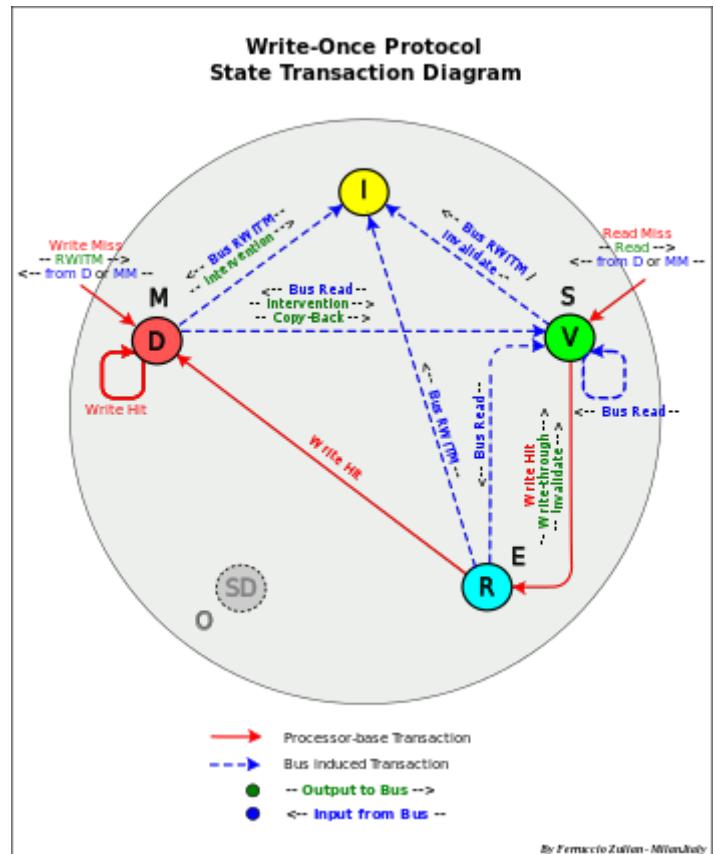 Write-Once Protocol
State Transaction Diagram
I
<-- Bus RWITM--
-- Intervention -->
<-- Bus RWITM /
Invalidate --
Write Miss
-- RWITM -->
<-- from D or MM --
Read Miss
-- Read -->
<-- from D or MM --
M
S
<-- Bus Read --
-- Intervention -->
-- Copy-Back -->
D
V
Write Hit
<-- Bus Read --
<-- Bus RWITM --
<-- Bus Read --
Write Hit
-- Write-through -->
-- Invalidate -->
Write Hit
E
R
SD
O
Processor-base Transaction
Bus Induced Transaction
-- Output to Bus -->
<-- Input from Bus --
By Ferruccio Zulian - Milan.Italy